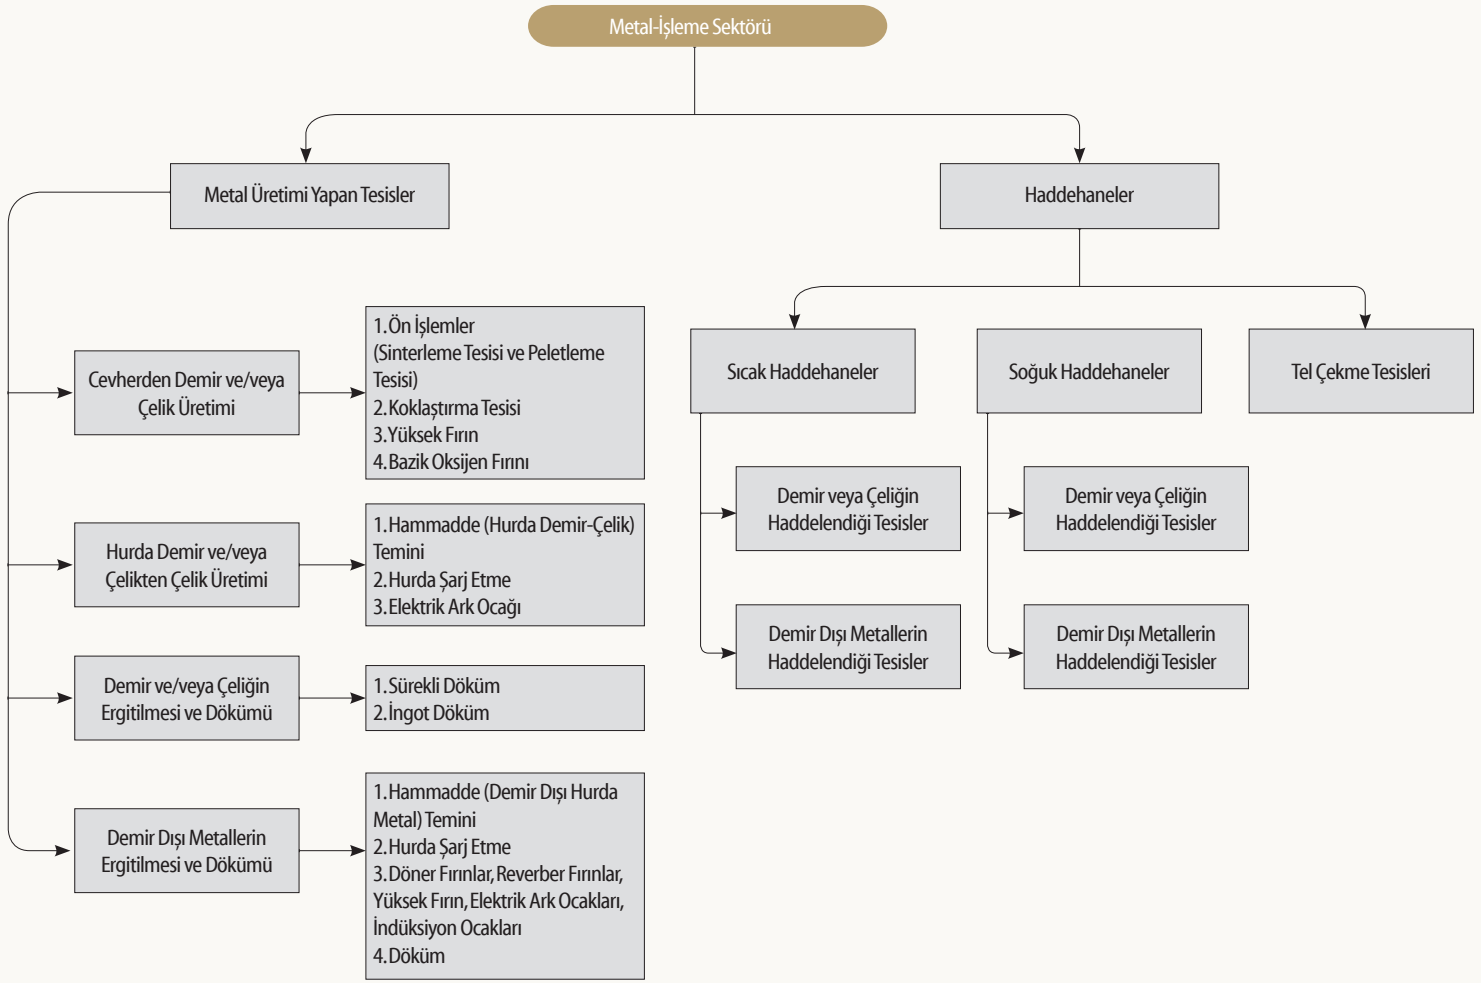 Metal-İşleme Sektörü
Metal Üretimi Yapan Tesisler
Haddehaneler
Cevherden Demir ve/veya
Çelik Üretimi
1.Ön İşlemler
(Sinterleme Tesisi ve Peletleme
Tesisi)
2.Koklaştırma Tesisi
3.Yüksek Fırın
4.Bazik Oksijen Fırını
Hurda Demir ve/veya
Çelikten Çelik Üretimi
1.Hammadde (Hurda Demir-Çelik)
Temini
2.Hurda Şarj Etme
3.Elektrik Ark Ocağı
Demir ve/veya Çeliğin
Ergitilmesi ve Dökümü
1.Sürekli Döküm
2.İngot Döküm
Demir Dışı Metallerin
Ergitilmesi ve Dökümü
1.Hammadde (Demir Dışı Hurda
Metal) Temini
2.Hurda Şarj Etme
3.Döner Fırınlar, Reverber Fırınlar,
Yüksek Fırın, Elektrik Ark Ocakları,
İndüksiyon Ocakları
4.Döküm
Sıcak Haddehaneler
Demir veya Çeliğin
Haddelendiği Tesisler
Demir Dışı Metallerin
Haddelendiği Tesisler
Soğuk Haddehaneler
Demir veya Çeliğin
Haddelendiği Tesisler
Demir Dışı Metallerin
Haddelendiği Tesisler
Tel Çekme Tesisleri